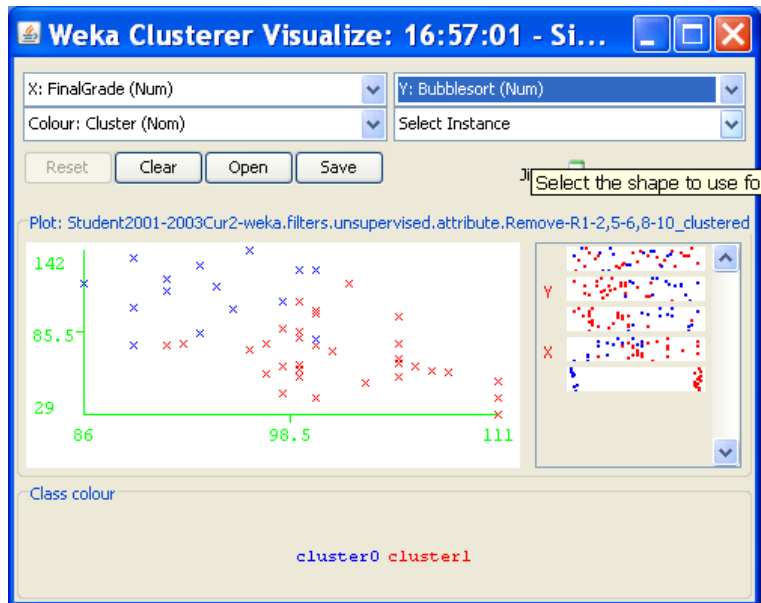 Weka Clusterer Visualize: 16:57:01 - Si...
X: FinalGrade (Num)
Y: Bubblesort (Num)
Colour: Cluster (Nom)
Select Instance
Reset
Clear
Open
Save
Ji
Select the shape to use fo
Plot: Student2001-2003Cur2-weka.filters.unsupervised.attribute.Remove-R1-2,5-6,8-10_clustered
142
85.5
29
86
98.5
111
Y
X
Class colour
cluster0 cluster1